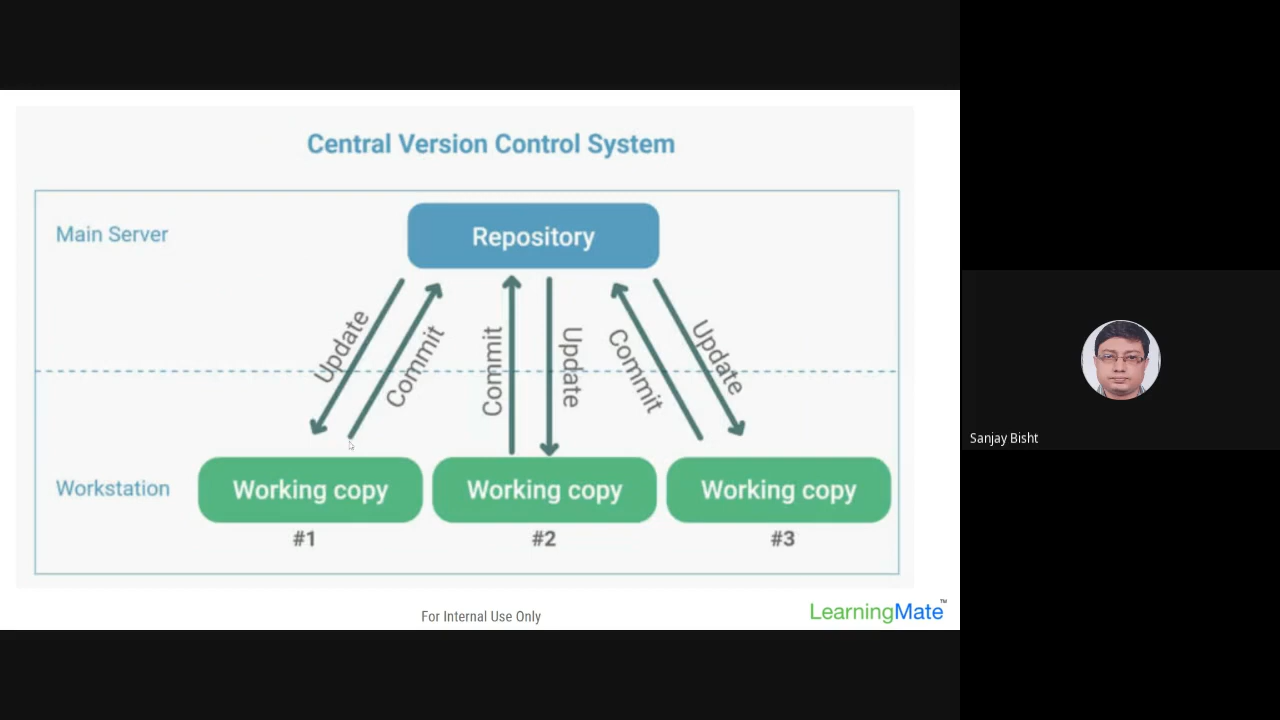 Central Version Control System
Main Server
Repository
Update
Commit
Commit
Update
Commit
Update
Workstation
Working copy
Working copy
Working copy
#1
#2
#3
For Internal Use Only
LearningMate™
Sanjay Bisht